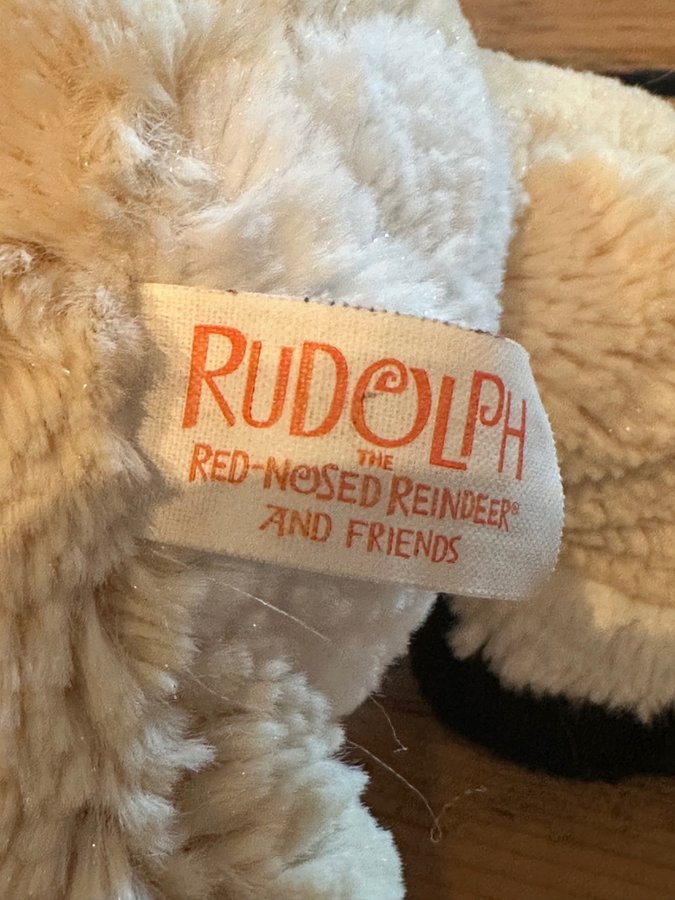 RUDOLPH
THE
RED-NOSED REINDEER®
AND FRIENDS